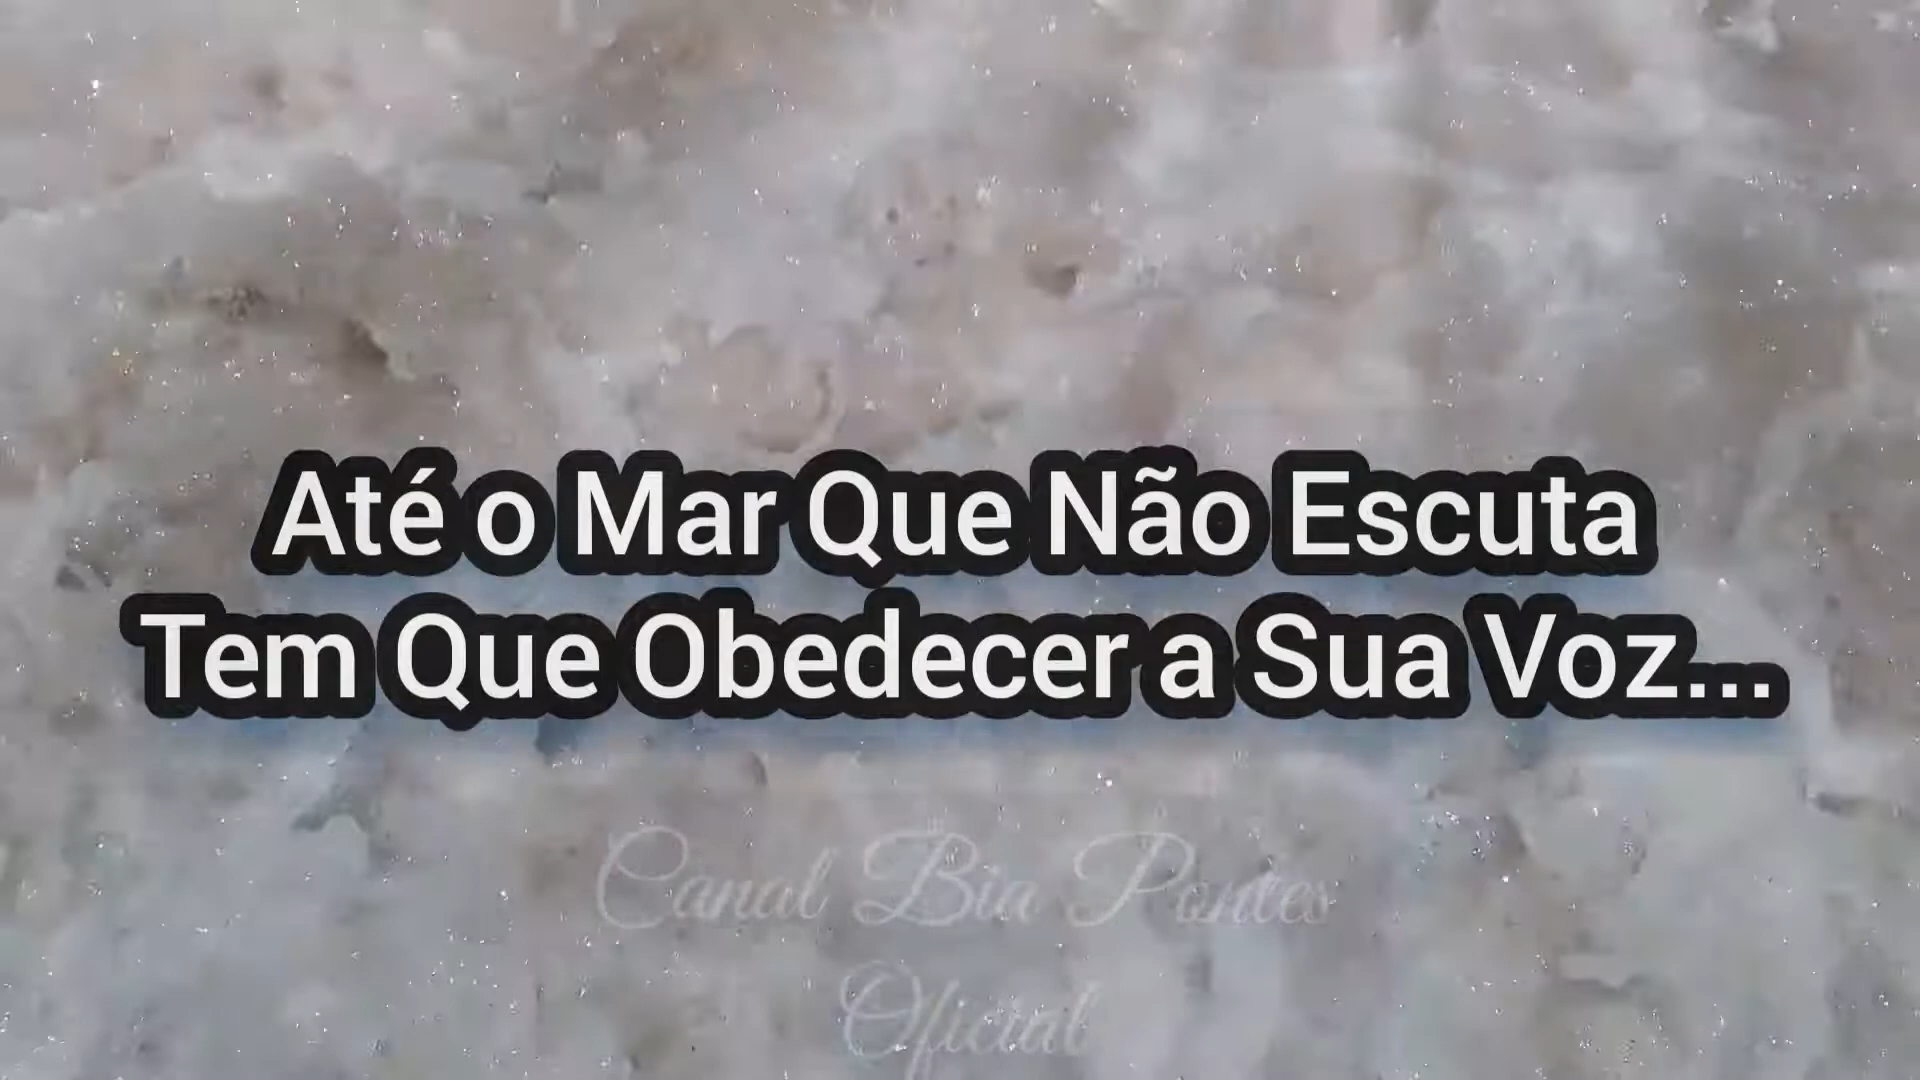 Até o Mar Que Não Escuta
Tem Que Obedecer a Sua Voz...
Canal Bia Pontes
Oficial